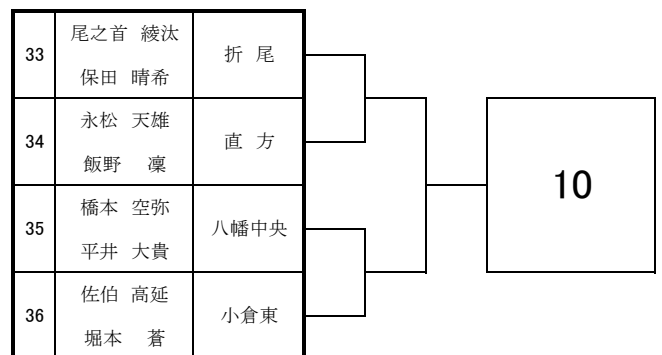 33 尾之首 綾汰 折 尾
保田 晴希
34 永松 天雄 直 方
飯野 凜
35 橋本 空弥 八幡中央
平井 大貴
36 佐伯 高延 小倉東
堀本 蒼
10